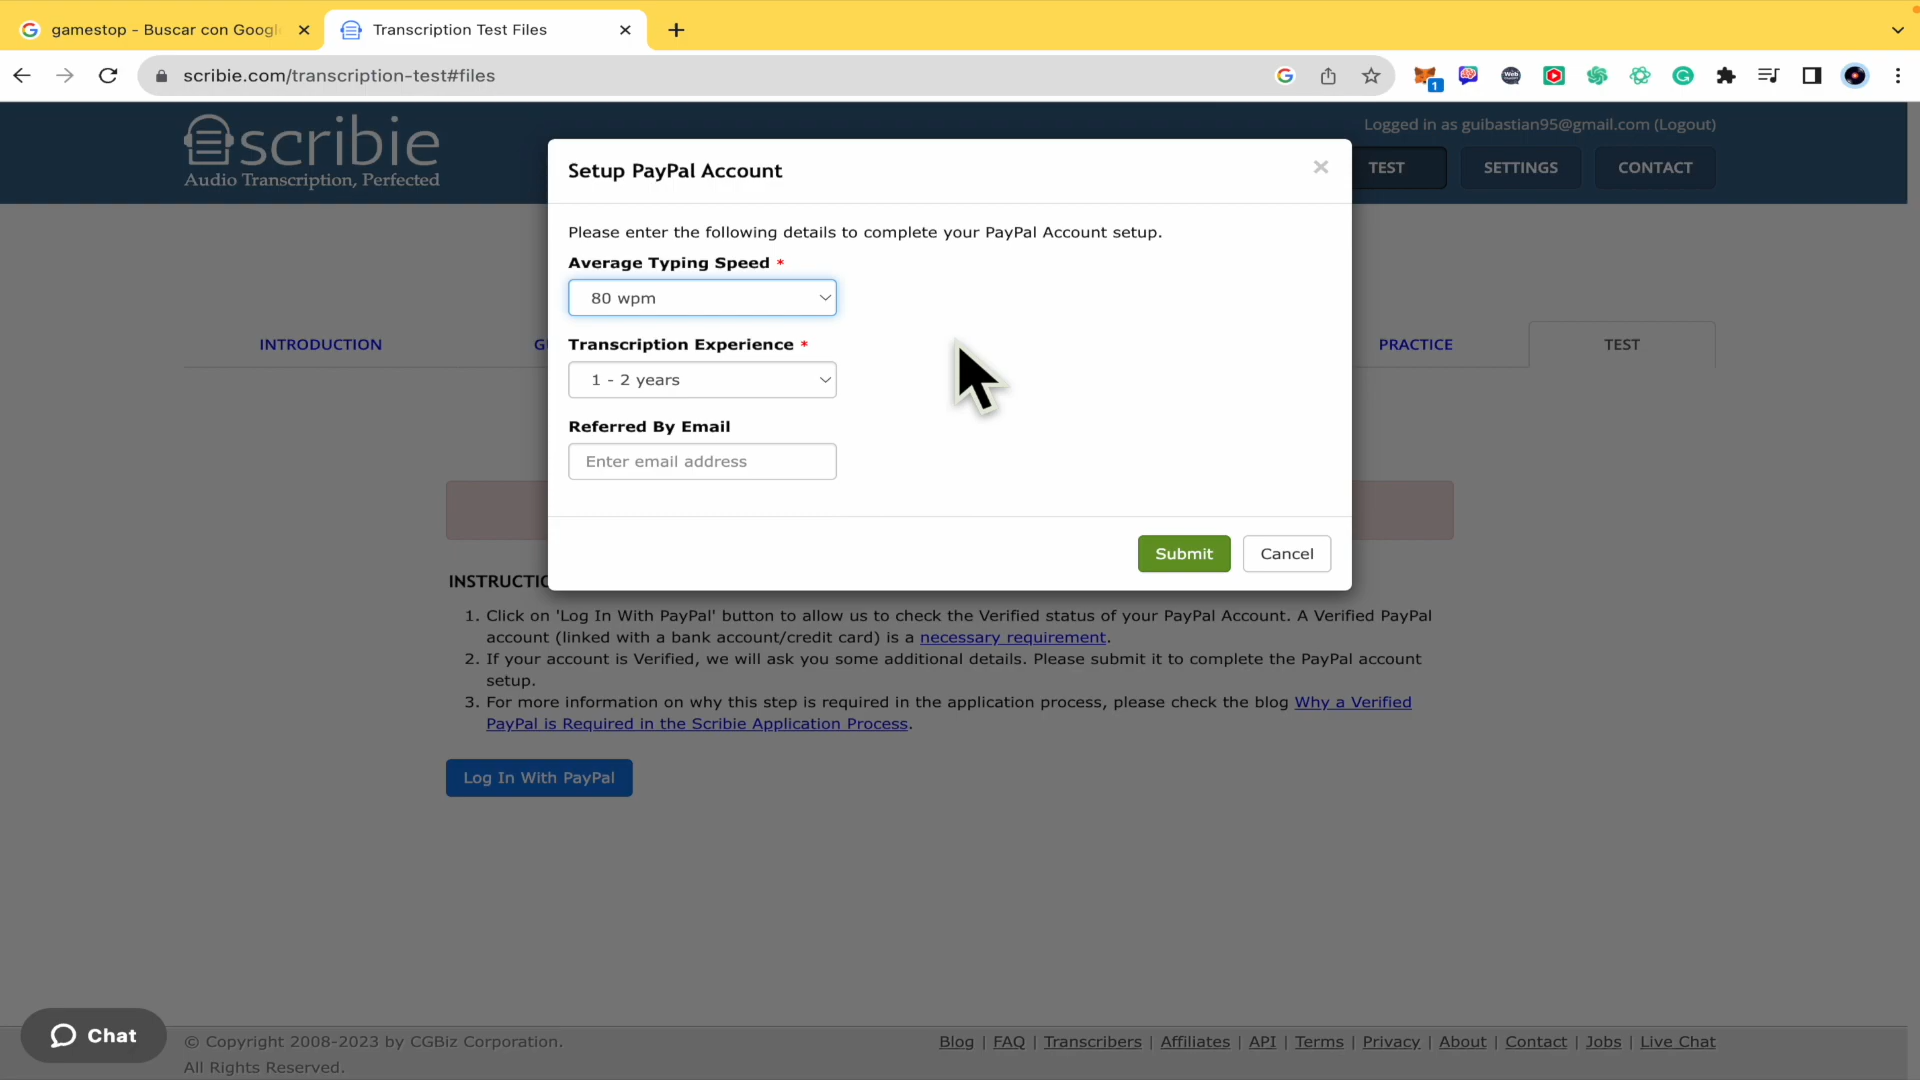 gamestop - Buscar con Googl
Transcription Test Files
scribie.com/transcription-test#files
1
scribie
Audio Transcription, Perfected
Logged in as guibastian95@gmail.com (Logout)
TEST
SETTINGS
CONTACT
Setup PayPal Account
Please enter the following details to complete your PayPal Account setup.
Average Typing Speed *
80 wpm
INTRODUCTION
G
PRACTICE
TEST
Transcription Experience *
1 - 2 years
Referred By Email
Enter email address
Submit
Cancel
INSTRUCTIO
1. Click on 'Log In With PayPal' button to allow us to check the Verified status of your PayPal Account. A Verified PayPal
account (linked with a bank account/credit card) is a necessary requirement.
2. If your account is Verified, we will ask you some additional details. Please submit it to complete the PayPal account
setup.
3. For more information on why this step is required in the application process, please check the blog Why a Verified
PayPal is Required in the Scribie Application Process.
Log In With PayPal
Chat
© Copyright 2008-2023 by CGBiz Corporation.
All Rights Reserved.
Blog | FAQ | Transcribers | Affiliates | API | Terms | Privacy | About | Contact | Jobs | Live Chat